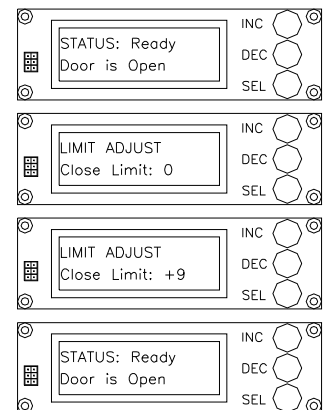 STATUS: Ready
Door is Open
INC
DEC
SEL
LIMIT ADJUST
Close Limit: 0
INC
DEC
SEL
LIMIT ADJUST
Close Limit: +9
INC
DEC
SEL
STATUS: Ready
Door is Open
INC
DEC
SEL